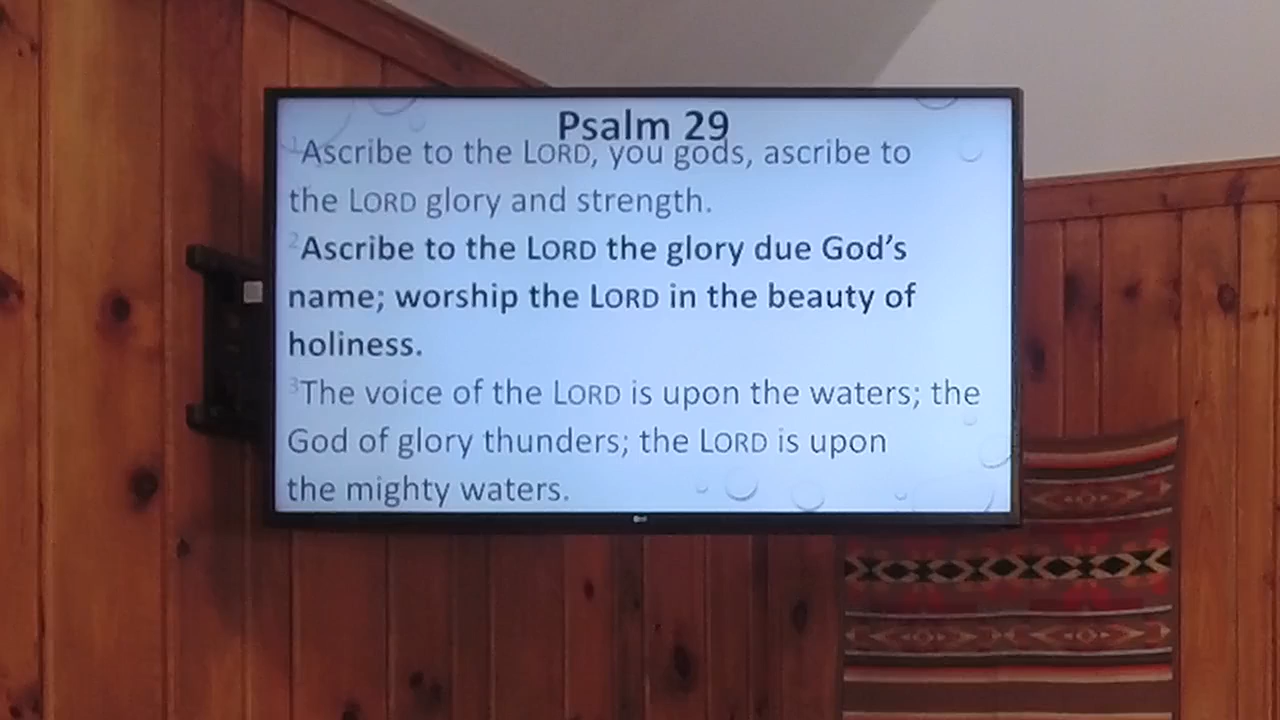 Psalm 29
1Ascribe to the LORD, you gods, ascribe to
the LORD glory and strength.
2Ascribe to the LORD the glory due God’s
name; worship the LORD in the beauty of
holiness.
3The voice of the LORD is upon the waters; the
God of glory thunders; the LORD is upon
the mighty waters.